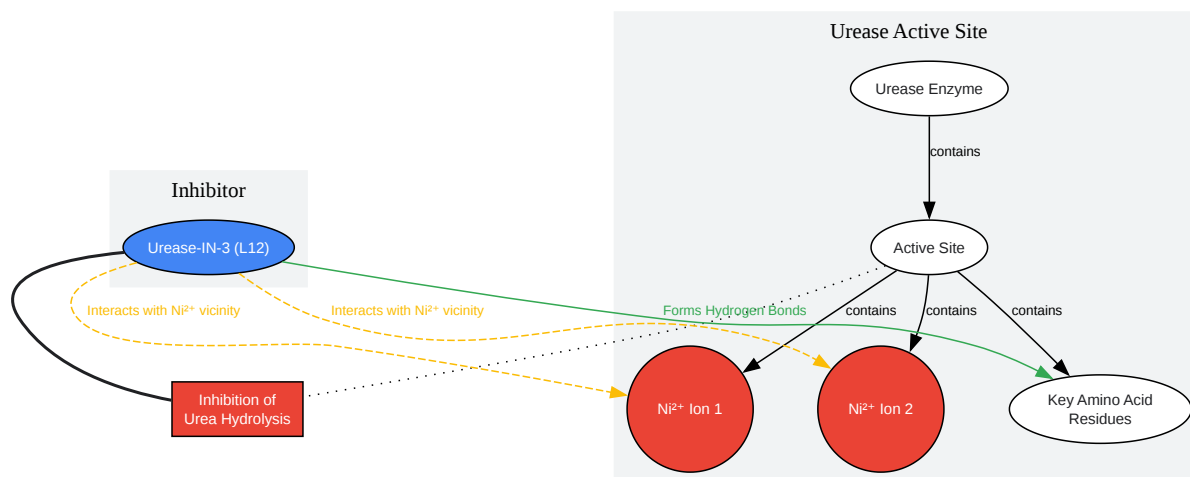 Urease Active Site
Urease Enzyme
contains
Inhibitor
Urease-IN-3 (L12)
Active Site
Interacts with Ni²⁺ vicinity
Interacts with Ni²⁺ vicinity
Forms Hydrogen Bonds
contains
contains
contains
Inhibition of
Urea Hydrolysis
Ni²⁺ Ion 1
Ni²⁺ Ion 2
Key Amino Acid
Residues